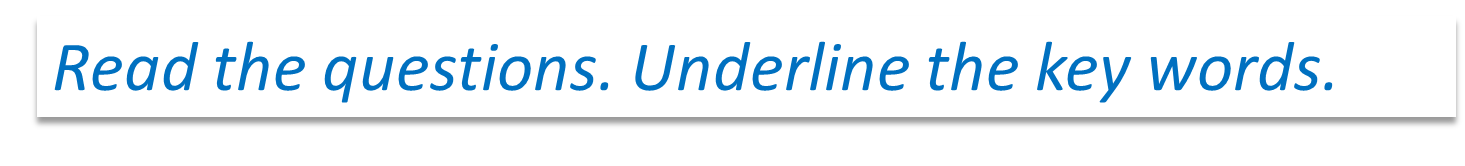 Read the questions. Underline the key words.